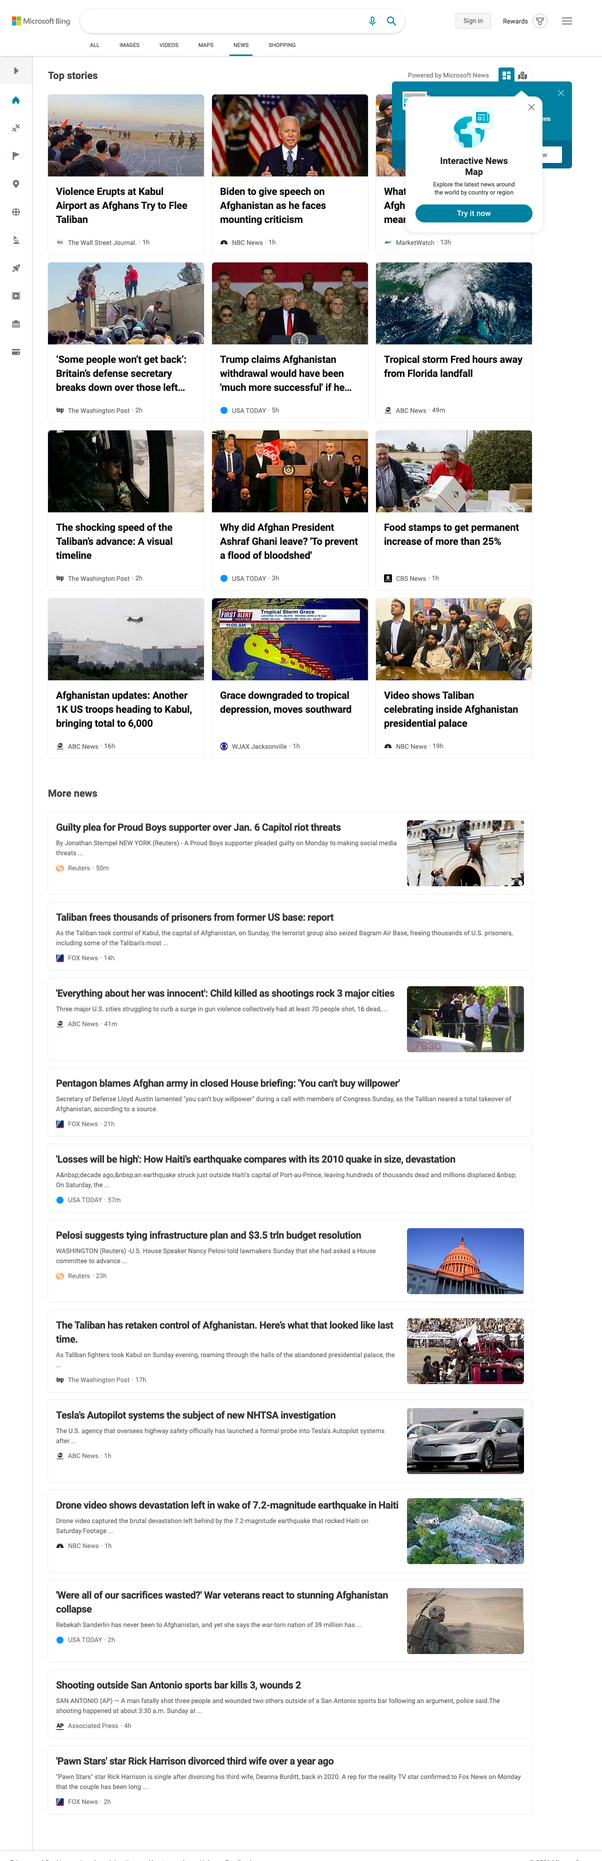 Microsoft Bing
Sign in
Rewards
ALL
IMAGES
VIDEOS
MAPS
NEWS
SHOPPING
Top stories
Powered by Microsoft News
Interactive News
Map
Explore the latest news around
the world by country or region
Try it now
Violence Erupts at Kabul
Airport as Afghans Try to Flee
Taliban
The Wall Street Journal. · 1h
Biden to give speech on
Afghanistan as he faces
mounting criticism
NBC News · 1h
What
Afgh
mean
MarketWatch · 13h
'Some people won't get back':
Britain's defense secretary
breaks down over those left...
The Washington Post · 2h
Trump claims Afghanistan
withdrawal would have been
'much more successful' if he...
USA TODAY · 5h
Tropical storm Fred hours away
from Florida landfall
ABC News · 49m
The shocking speed of the
Taliban's advance: A visual
timeline
The Washington Post · 2h
Why did Afghan President
Ashraf Ghani leave? 'To prevent
a flood of bloodshed'
USA TODAY · 3h
Food stamps to get permanent
increase of more than 25%
CBS News · 1h
FIRST ALERT
Tropical Storm Grace
11:00 AM
Afghanistan updates: Another
1K US troops heading to Kabul,
bringing total to 6,000
ABC News · 16h
Grace downgraded to tropical
depression, moves southward
WJAX Jacksonville · 1h
Video shows Taliban
celebrating inside Afghanistan
presidential palace
NBC News · 19h
More news
Guilty plea for Proud Boys supporter over Jan. 6 Capitol riot threats
By Jonathan Stempel NEW YORK (Reuters) - A Proud Boys supporter pleaded guilty on Monday to making social media
threats ...
Reuters · 50m
Taliban frees thousands of prisoners from former US base: report
As the Taliban took control of Kabul, the capital of Afghanistan, on Sunday, the terrorist group also seized Bagram Air Base, freeing thousands of U.S. prisoners,
including some of the Taliban's most ...
FOX News · 14h
'Everything about her was innocent': Child killed as shootings rock 3 major cities
Three major U.S. cities struggling to curb a surge in gun violence collectively had at least 70 people shot, 16 dead, ...
ABC News · 41m
7830
Pentagon blames Afghan army in closed House briefing: 'You can't buy willpower'
Secretary of Defense Lloyd Austin lamented "you can't buy willpower" during a call with members of Congress Sunday, as the Taliban neared a total takeover of
Afghanistan, according to a source.
FOX News · 21h
'Losses will be high': How Haiti's earthquake compares with its 2010 quake in size, devastation
A&nbsp;decade ago,&nbsp;an earthquake struck just outside Haiti's capital of Port-au-Prince, leaving hundreds of thousands dead and millions displaced.&nbsp;
On Saturday, the ...
USA TODAY · 57m
Pelosi suggests tying infrastructure plan and $3.5 trln budget resolution
WASHINGTON (Reuters) -U.S. House Speaker Nancy Pelosi told lawmakers Sunday that she had asked a House
committee to advance ...
Reuters · 23h
The Taliban has retaken control of Afghanistan. Here's what that looked like last
time.
As Taliban fighters took Kabul on Sunday evening, roaming through the halls of the abandoned presidential palace, the
...
The Washington Post · 17h
Tesla's Autopilot systems the subject of new NHTSA investigation
The U.S. agency that oversees highway safety officially has launched a formal probe into Tesla's Autopilot systems
after ...
ABC News · 1h
Drone video shows devastation left in wake of 7.2-magnitude earthquake in Haiti
Drone video captured the brutal devastation left behind by the 7.2-magnitude earthquake that rocked Haiti on
Saturday.Footage ...
NBC News · 1h
'Were all of our sacrifices wasted?' War veterans react to stunning Afghanistan
collapse
Rebekah Sanderlin has never been to Afghanistan, and yet she says the war-torn nation of 39 million has ...
USA TODAY · 2h
Shooting outside San Antonio sports bar kills 3, wounds 2
SAN ANTONIO (AP) — A man fatally shot three people and wounded two others outside of a San Antonio sports bar following an argument, police said.The
shooting happened at about 3:30 a.m. Sunday at ...
Associated Press · 4h
'Pawn Stars' star Rick Harrison divorced third wife over a year ago
"Pawn Stars" star Rick Harrison is single after divorcing his third wife, Deanna Burditt, back in 2020. A rep for the reality TV star confirmed to Fox News on Monday
that the couple has been long ...
FOX News · 2h